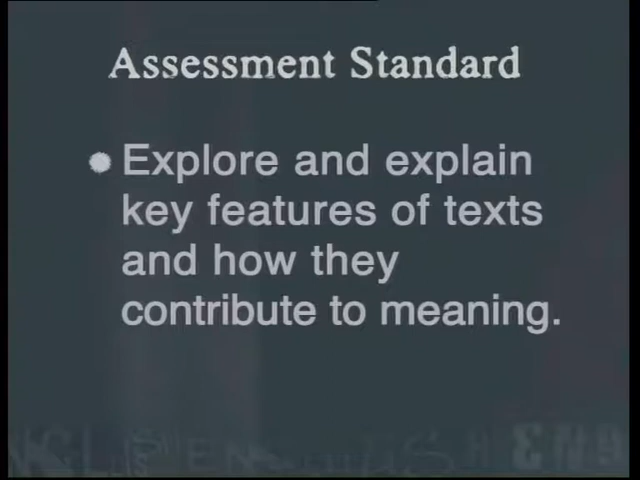 Assessment Standard
Explore and explain
key features of texts
and how they
contribute to meaning.